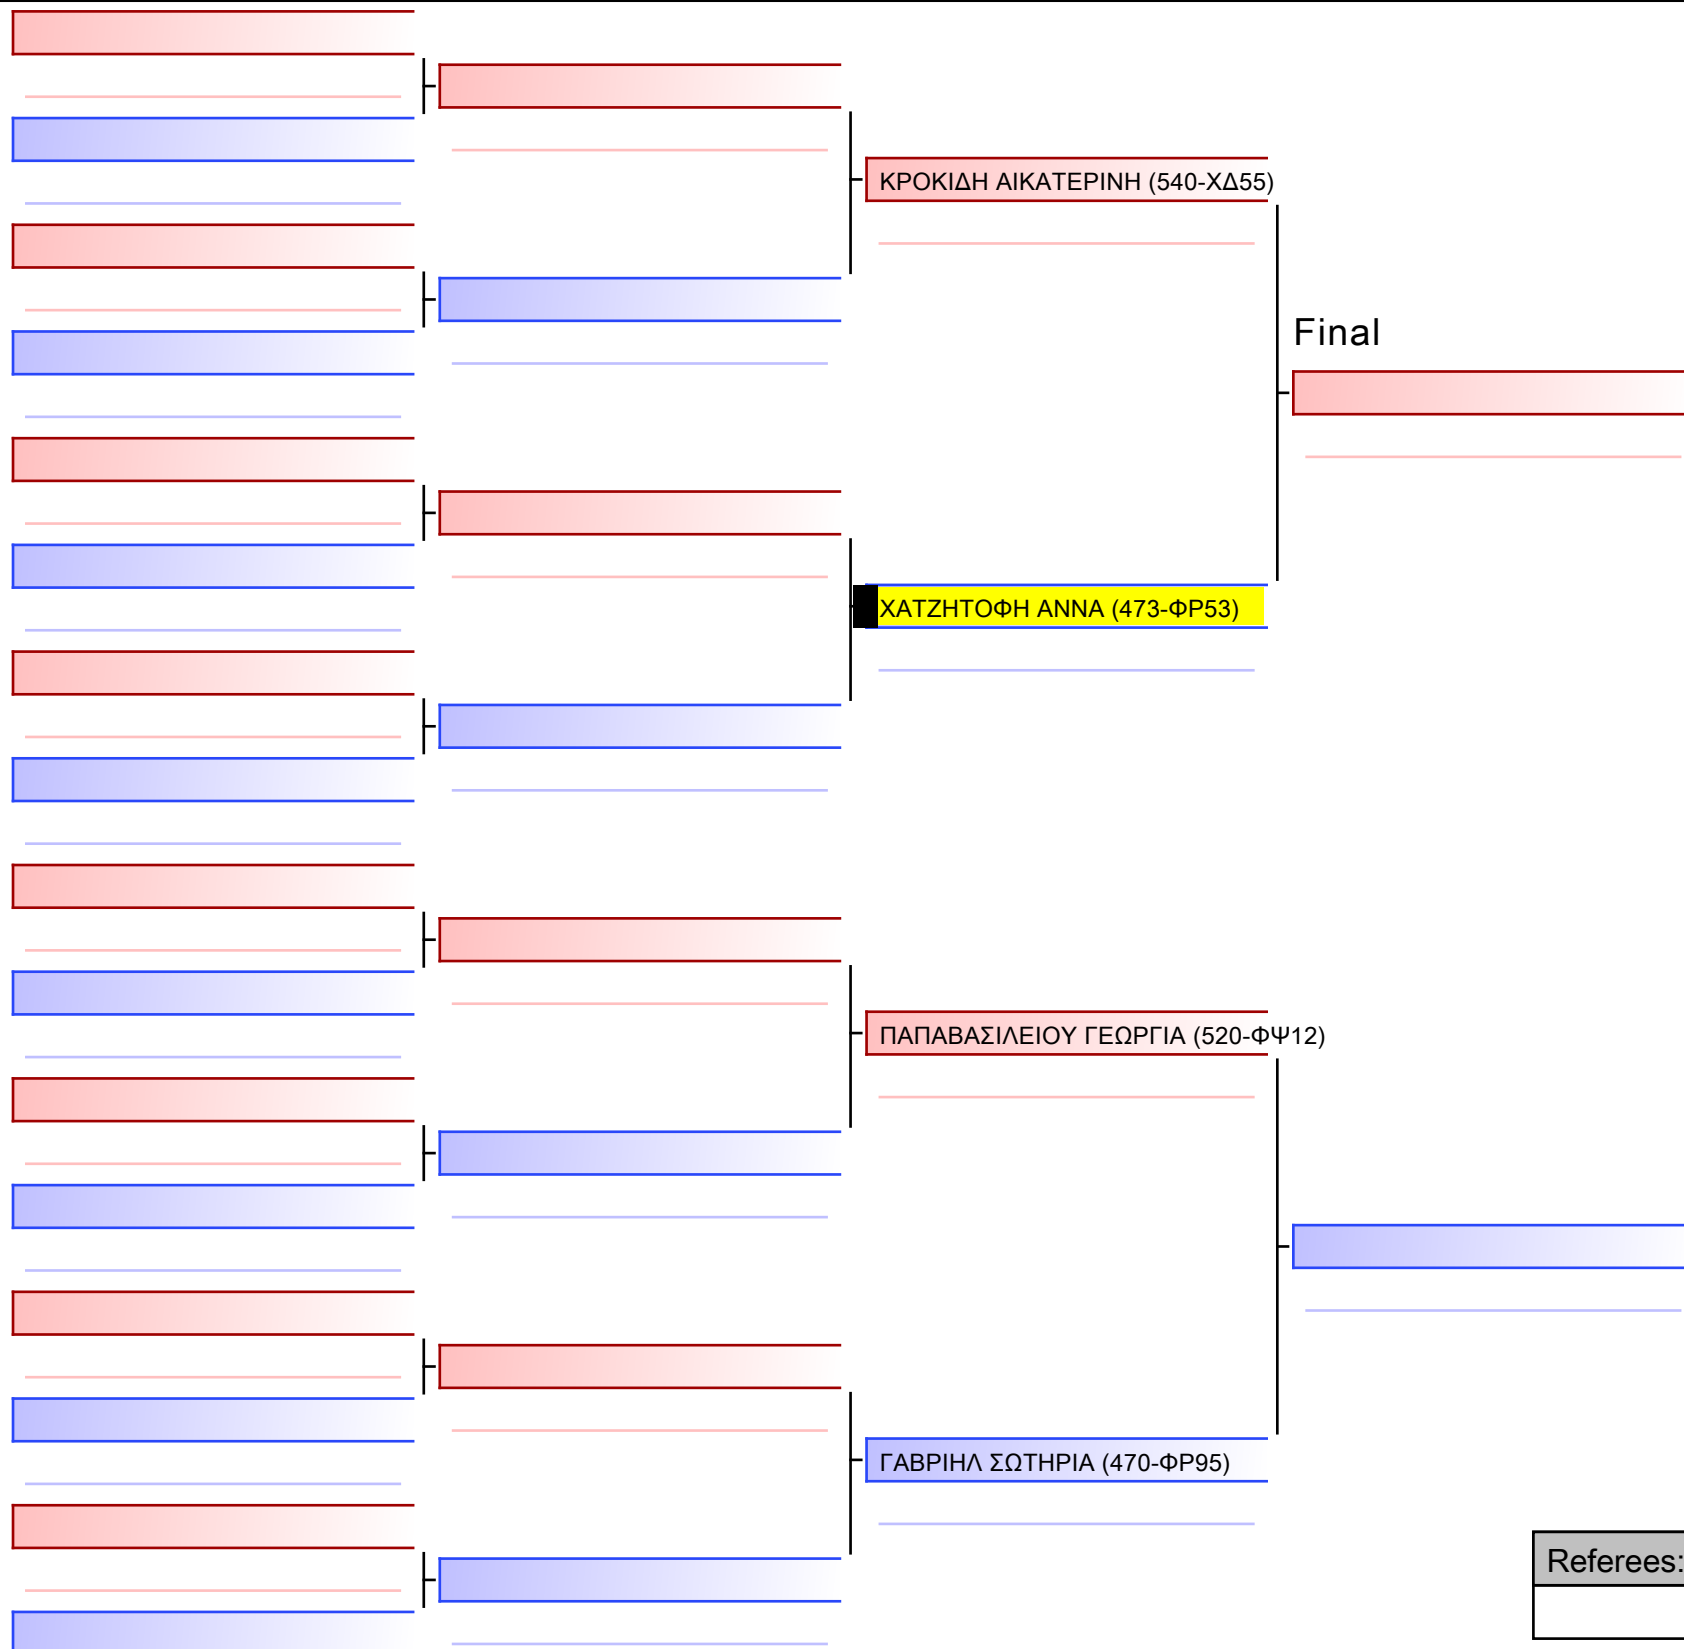 ΚΡΟΚΙΔΗ ΑΙΚΑΤΕΡΙΝΗ (540-ΧΔ55)
Final
ΧΑΤΖΗΤΟΦΗ ΑΝΝΑ (473-ΦΡ53)
ΠΑΠΑΒΑΣΙΛΕΙΟΥ ΓΕΩΡΓΙΑ (520-ΦΨ12)
ΓΑΒΡΙΗΛ ΣΩΤΗΡΙΑ (470-ΦΡ95)
Referees: